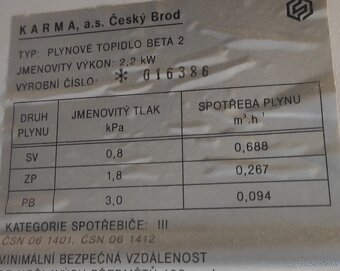 KARMA, a.s. Český Brod
TYP: PLYNOVÉ TOPIDLO BETA 2
JMENOVITÝ VÝKON: 2,2 kW
VÝROBNÍ ČÍSLO: * 016386
DRUH PLYNU JMENOVITÝ TLAK kPa SPOTŘEBA PLYNU m³.h⁻¹
SV 0,8 0,688
ZP 1,8 0,267
PB 3,0 0,094
KATEGORIE SPOTŘEBIČE: III
ČSN 06 1401, ČSN 06 1412
MINIMÁLNÍ BEZPEČNÁ VZDÁLENOST